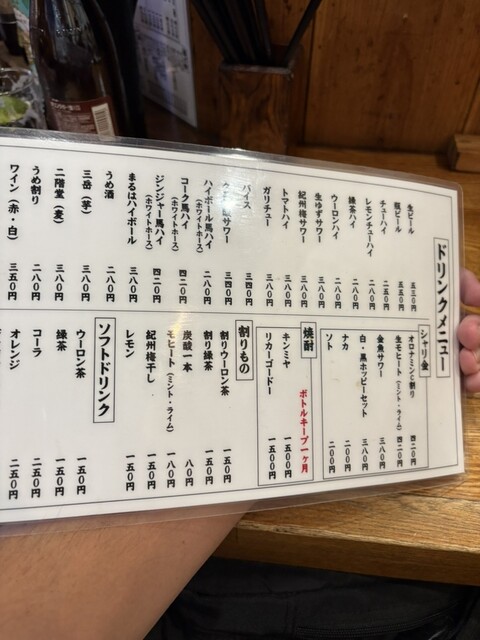 ドリンクメニュー
生ビール 五三〇円
瓶ビール 五五〇円
チューハイ 二五〇円
レモンチューハイ 二八〇円
緑茶ハイ 二八〇円
ウーロンハイ 二八〇円
生ゆずサワー 三八〇円
紀州梅サワー 三八〇円
トマトハイ 三八〇円
ガリチュー 三八〇円
バイス 三四〇円
サワー 三四〇円
ハイボール馬ハイ(ホワイトホース) 二八〇円
コーク馬ハイ(ホワイトホース) 四二〇円
ジンジャー馬ハイ(ホワイトホース) 四二〇円
まるはハイボール 三八〇円
うめ酒 二八〇円
三岳(芋) 三八〇円
二階堂(麦) 三八〇円
うめ割り 二八〇円
ワイン(赤・白) 三五〇円
シャリ金
オロナミンC割り 四二〇円
生モヒート(ミント・ライム) 四二〇円
金魚サワー 三八〇円
白・黒ホッピーセット 三八〇円
ナカ 二〇〇円
ソト 二〇〇円
焼酎 ボトルキープ一ヶ月
キンミヤ 一五〇〇円
リカーゴードー 一五〇〇円
割りもの
割りウーロン茶 一五〇円
割り緑茶 一五〇円
炭酸一本 八〇円
モヒート(ミント・ライム) 一八〇円
紀州梅干し 一五〇円
レモン 一五〇円
ソフトドリンク
ウーロン茶 一五〇円
緑茶 一五〇円
コーラ 二五〇円
オレンジ 二五〇円